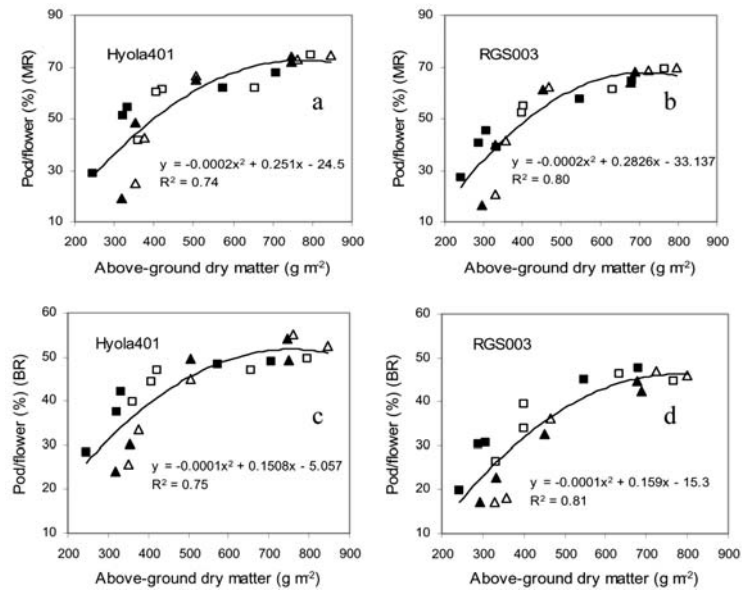 Pod/flower (%) (MR)
90
70
50
30
10
Hyola401
a
y = -0.0002x² + 0.251x - 24.5
R² = 0.74
200 300 400 500 600 700 800 900
Above-ground dry matter (g m⁻²)
Pod/flower (%) (MR)
90
70
50
30
10
RGS003
b
y = -0.0002x² + 0.2826x - 33.137
R² = 0.80
200 300 400 500 600 700 800 900
Above-ground dry matter (g m⁻²)
Pod/flower (%) (BR)
60
50
40
30
20
10
Hyola401
c
y = -0.0001x² + 0.1508x - 5.057
R² = 0.75
200 300 400 500 600 700 800 900
Above-ground dry matter (g m⁻²)
Pod/flower (%) (BR)
60
50
40
30
20
10
RGS003
d
y = -0.0001x² + 0.159x - 15.3
R² = 0.81
200 300 400 500 600 700 800 900
Above-ground dry matter (g m⁻²)